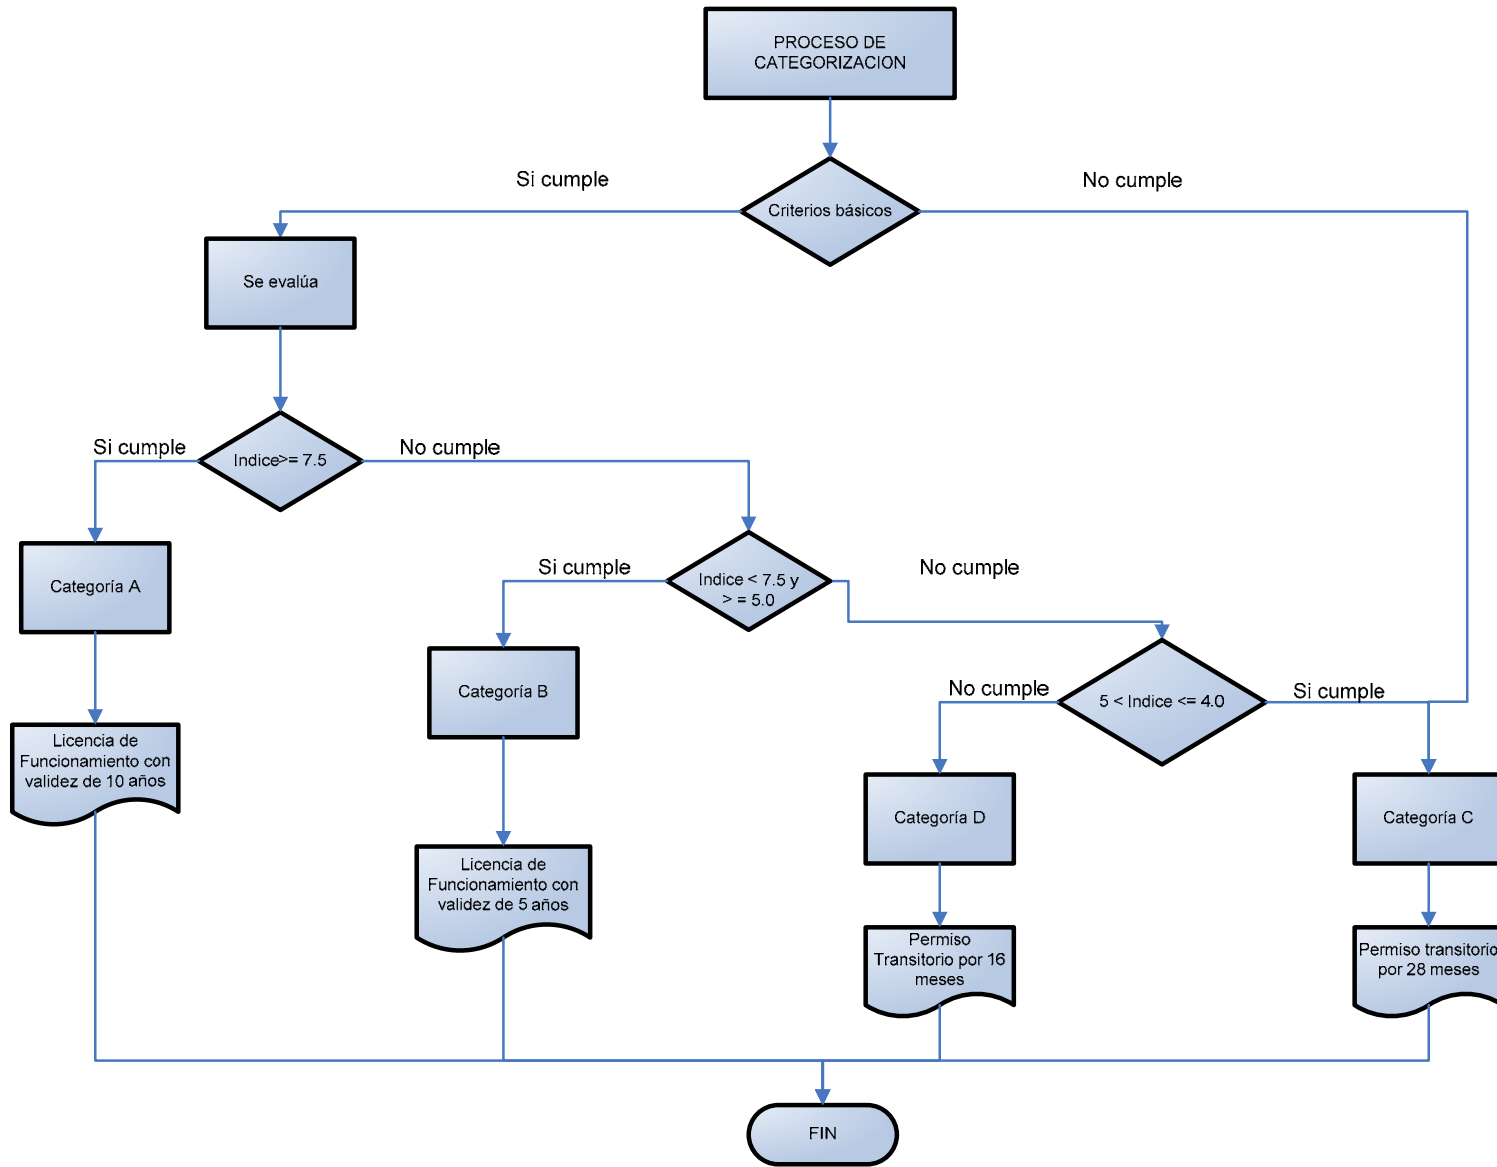 PROCESO DE
CATEGORIZACION
Si cumple
No cumple
Criterios básicos
Se evalúa
Si cumple
No cumple
Indice>= 7.5
Si cumple
No cumple
Indice < 7.5 y
> = 5.0
Categoría A
Categoría B
No cumple
Si cumple
5 < Indice <= 4.0
Licencia de
Funcionamiento con
validez de 10 años
Categoría D
Categoría C
Licencia de
Funcionamiento con
validez de 5 años
Permiso
Transitorio por 16
meses
Permiso transitorio
por 28 meses
FIN